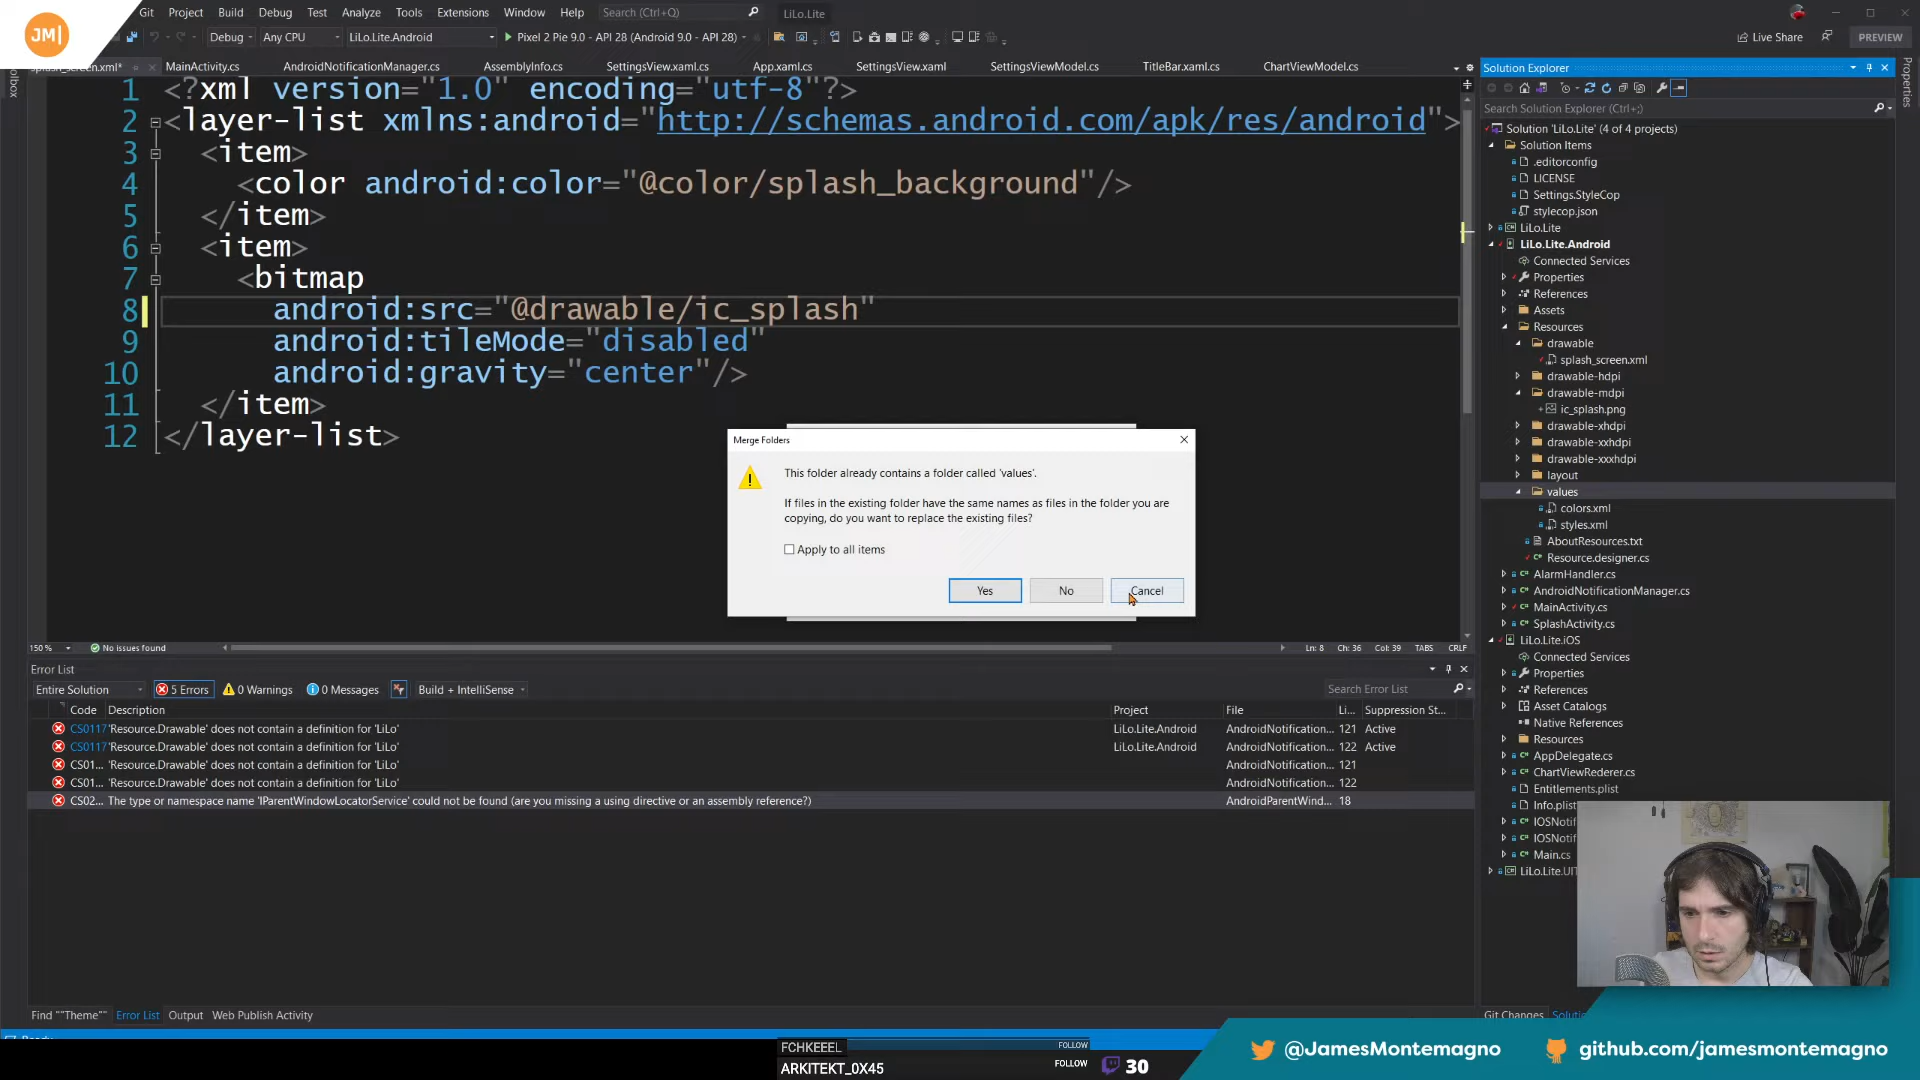 JM|
Git Project Build Debug Test Analyze Tools Extensions Window Help Search (Ctrl+Q) LiLo.Lite
Debug Any CPU LiLo.Lite.Android Pixel 2 Pie 9.0 - API 28 (Android 9.0 - API 28) Live Share PREVIEW
splash_screen.xml* MainActivity.cs AndroidNotificationManager.cs AssemblyInfo.cs SettingsView.xaml.cs App.xaml.cs SettingsView.xaml SettingsViewModel.cs TitleBar.xaml.cs ChartViewModel.cs
1 <?xml version="1.0" encoding="utf-8"?>
2 <layer-list xmlns:android="http://schemas.android.com/apk/res/android">
3 <item>
4 <color android:color="@color/splash_background"/>
5 </item>
6 <item>
7 <bitmap
8 android:src="@drawable/ic_splash"
9 android:tileMode="disabled"
10 android:gravity="center"/>
11 </item>
12 </layer-list>
Merge Folders
This folder already contains a folder called 'values'.
If files in the existing folder have the same names as files in the folder you are
copying, do you want to replace the existing files?
Apply to all items
Yes No Cancel
150 % No issues found Ln: 8 Ch: 36 Col: 39 TABS CRLF
Error List
Entire Solution 5 Errors 0 Warnings 0 Messages Build + IntelliSense Search Error List
Code Description Project File Li... Suppression St...
CS0117 'Resource.Drawable' does not contain a definition for 'LiLo' LiLo.Lite.Android AndroidNotification... 121 Active
CS0117 'Resource.Drawable' does not contain a definition for 'LiLo' LiLo.Lite.Android AndroidNotification... 122 Active
CS01... 'Resource.Drawable' does not contain a definition for 'LiLo' AndroidNotification... 121
CS01... 'Resource.Drawable' does not contain a definition for 'LiLo' AndroidNotification... 122
CS02... The type or namespace name 'IParentWindowLocatorService' could not be found (are you missing a using directive or an assembly reference?) AndroidParentWind... 18
Find ""Theme"" Error List Output Web Publish Activity
Solution Explorer
Search Solution Explorer (Ctrl+;)
Solution 'LiLo.Lite' (4 of 4 projects)
Solution Items
.editorconfig
LICENSE
Settings.StyleCop
stylecop.json
LiLo.Lite
LiLo.Lite.Android
Connected Services
Properties
References
Assets
Resources
drawable
splash_screen.xml
drawable-hdpi
drawable-mdpi
ic_splash.png
drawable-xhdpi
drawable-xxhdpi
drawable-xxxhdpi
layout
values
colors.xml
styles.xml
AboutResources.txt
Resource.designer.cs
AlarmHandler.cs
AndroidNotificationManager.cs
MainActivity.cs
SplashActivity.cs
LiLo.Lite.iOS
Connected Services
Properties
References
Asset Catalogs
Native References
Resources
AppDelegate.cs
ChartViewRederer.cs
Entitlements.plist
Info.plist
IOSNotif
IOSNotif
Main.cs
LiLo.Lite.UIT
Git Changes
Properties
FCHKEEEL FOLLOW
ARKITEKT_0X45 FOLLOW 30
@JamesMontemagno github.com/jamesmontemagno